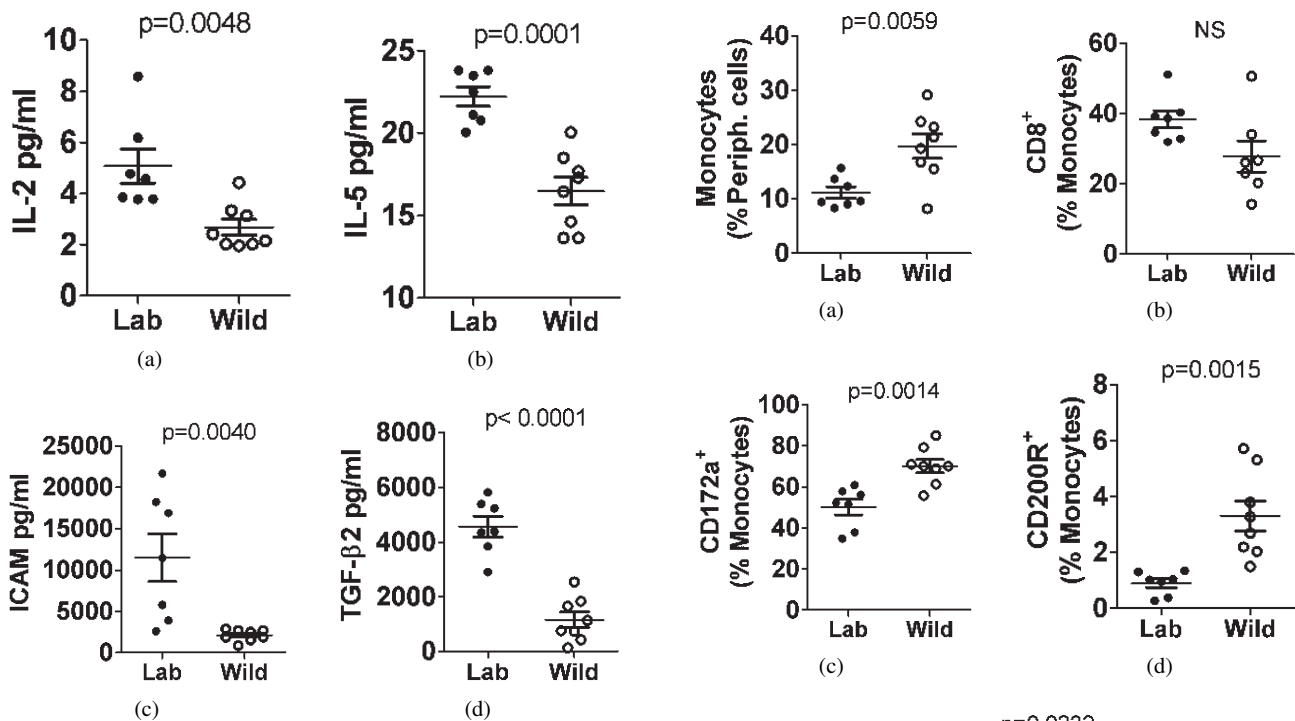 p=0.0048
IL-2 pg/ml
10
8
6
4
2
0
Lab Wild
(a)
p=0.0001
IL-5 pg/ml
25
20
15
10
Lab Wild
(b)
p=0.0040
ICAM pg/ml
25000
20000
15000
10000
5000
0
Lab Wild
(c)
p< 0.0001
TGF-β2 pg/ml
8000
6000
4000
2000
0
Lab Wild
(d)
p=0.0059
Monocytes
(% Periph. cells)
40
30
20
10
0
Lab Wild
(a)
NS
CD8+
(% Monocytes)
60
40
20
0
Lab Wild
(b)
p=0.0014
CD172a+
(% Monocytes)
100
80
60
40
20
0
Lab Wild
(c)
p=0.0015
CD200R+
(% Monocytes)
8
6
4
2
0
Lab Wild
(d)